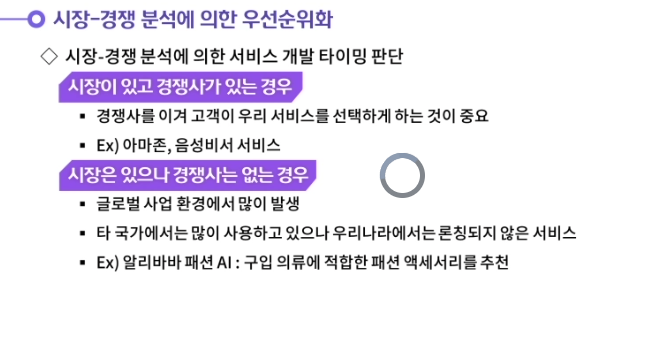 시장-경쟁 분석에 의한 우선순위화
◇ 시장-경쟁 분석에 의한 서비스 개발 타이밍 판단
시장이 있고 경쟁사가 있는 경우
▪ 경쟁사를 이겨 고객이 우리 서비스를 선택하게 하는 것이 중요
▪ Ex) 아마존, 음성비서 서비스
시장은 있으나 경쟁사는 없는 경우
▪ 글로벌 사업 환경에서 많이 발생
▪ 타 국가에서는 많이 사용하고 있으나 우리나라에서는 론칭되지 않은 서비스
▪ Ex) 알리바바 패션 AI : 구입 의류에 적합한 패션 액세서리를 추천